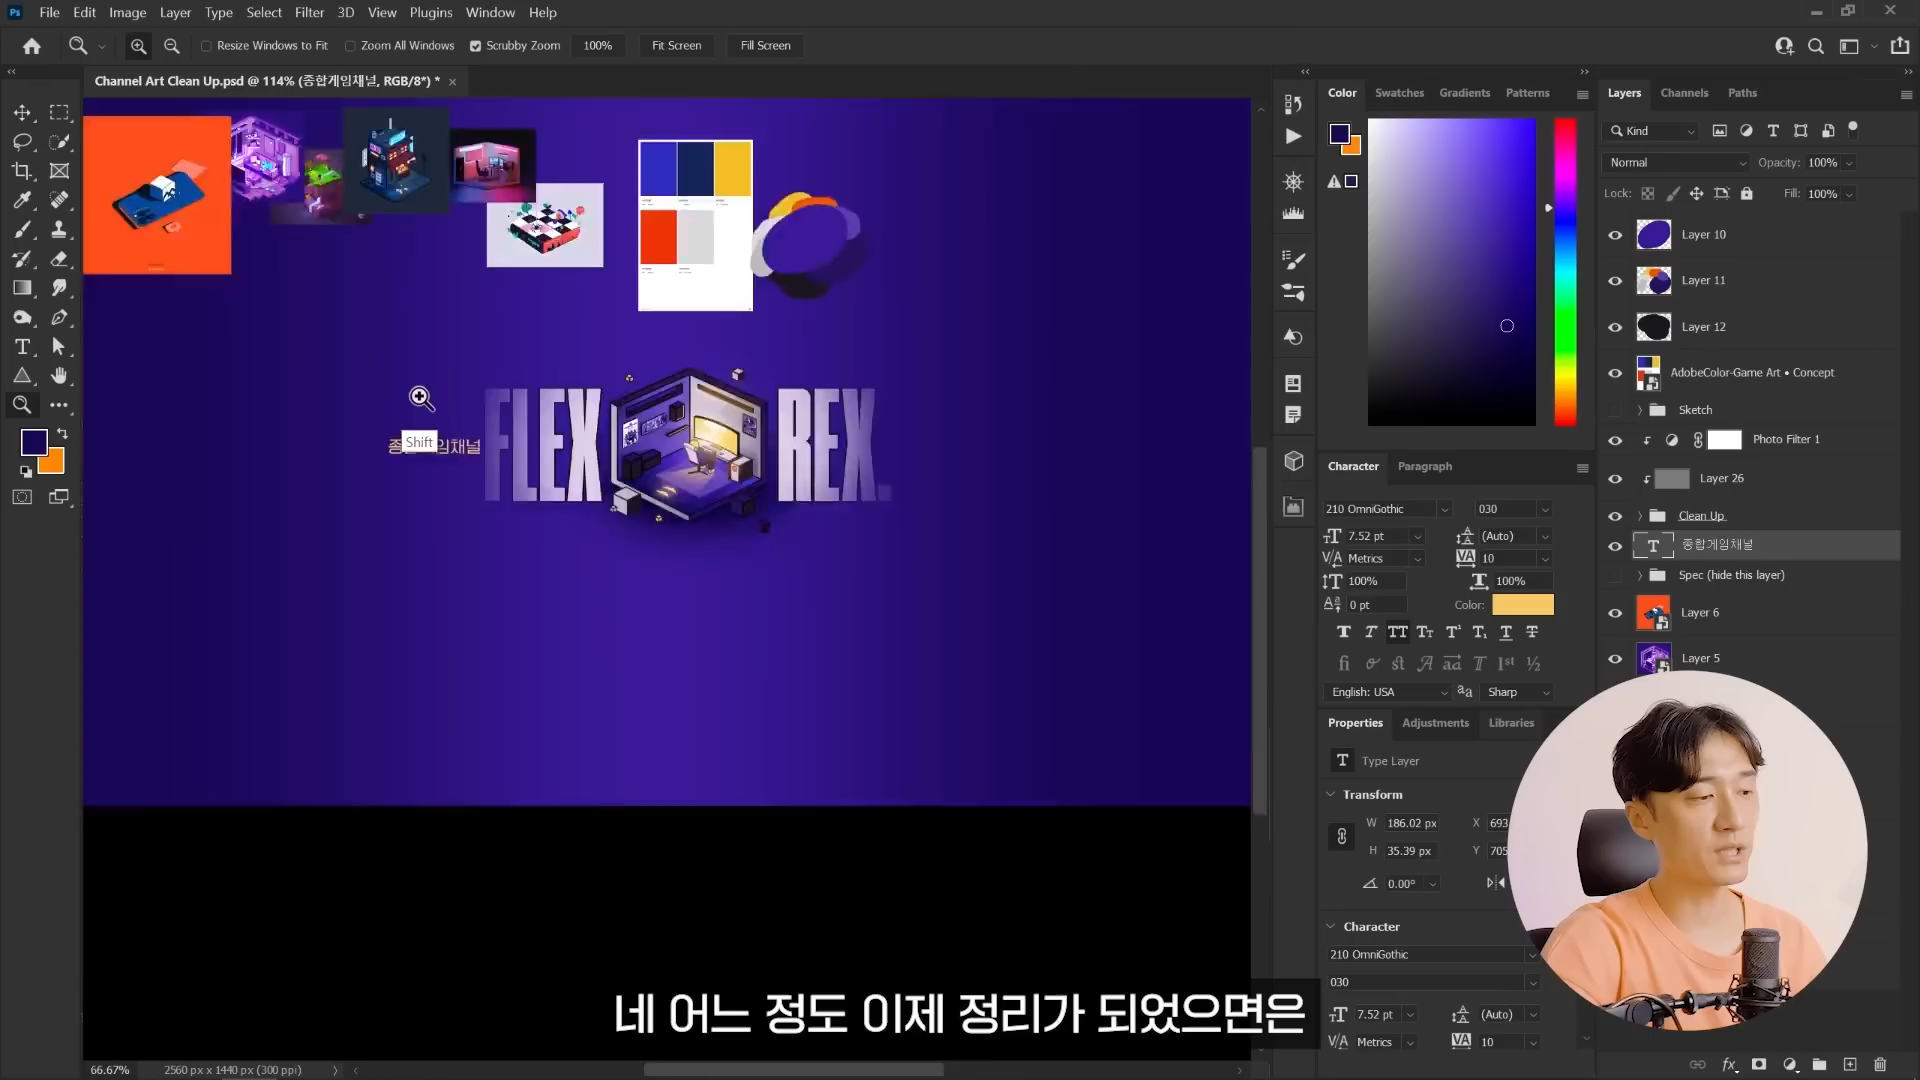 Ps File Edit Image Layer Type Select Filter 3D View Plugins Window Help
Resize Windows to Fit Zoom All Windows Scrubby Zoom 100% Fit Screen Fill Screen
Channel Art Clean Up.psd @ 114% (종합게임채널, RGB/8*) *
Color Swatches Gradients Patterns
Layers Channels Paths
Kind
Normal Opacity: 100%
Lock: Fill: 100%
Layer 10
Layer 11
Layer 12
AdobeColor-Game Art • Concept
Sketch
Photo Filter 1
Layer 26
Clean Up
종합게임채널
Spec (hide this layer)
Layer 6
Layer 5
FLEX REX.
Shift
임채널
Character Paragraph
210 OmniGothic 030
7.52 pt (Auto)
Metrics 10
100% 100%
0 pt Color:
English: USA Sharp
Properties Adjustments Libraries
Type Layer
Transform
W 186.02 px X 693
H 35.39 px Y 705
0.00°
Character
210 OmniGothic
030
7.52 pt (Auto)
Metrics 10
네 어느 정도 이제 정리가 되었으면은
66.67% 2560 px x 1440 px (300 ppi)